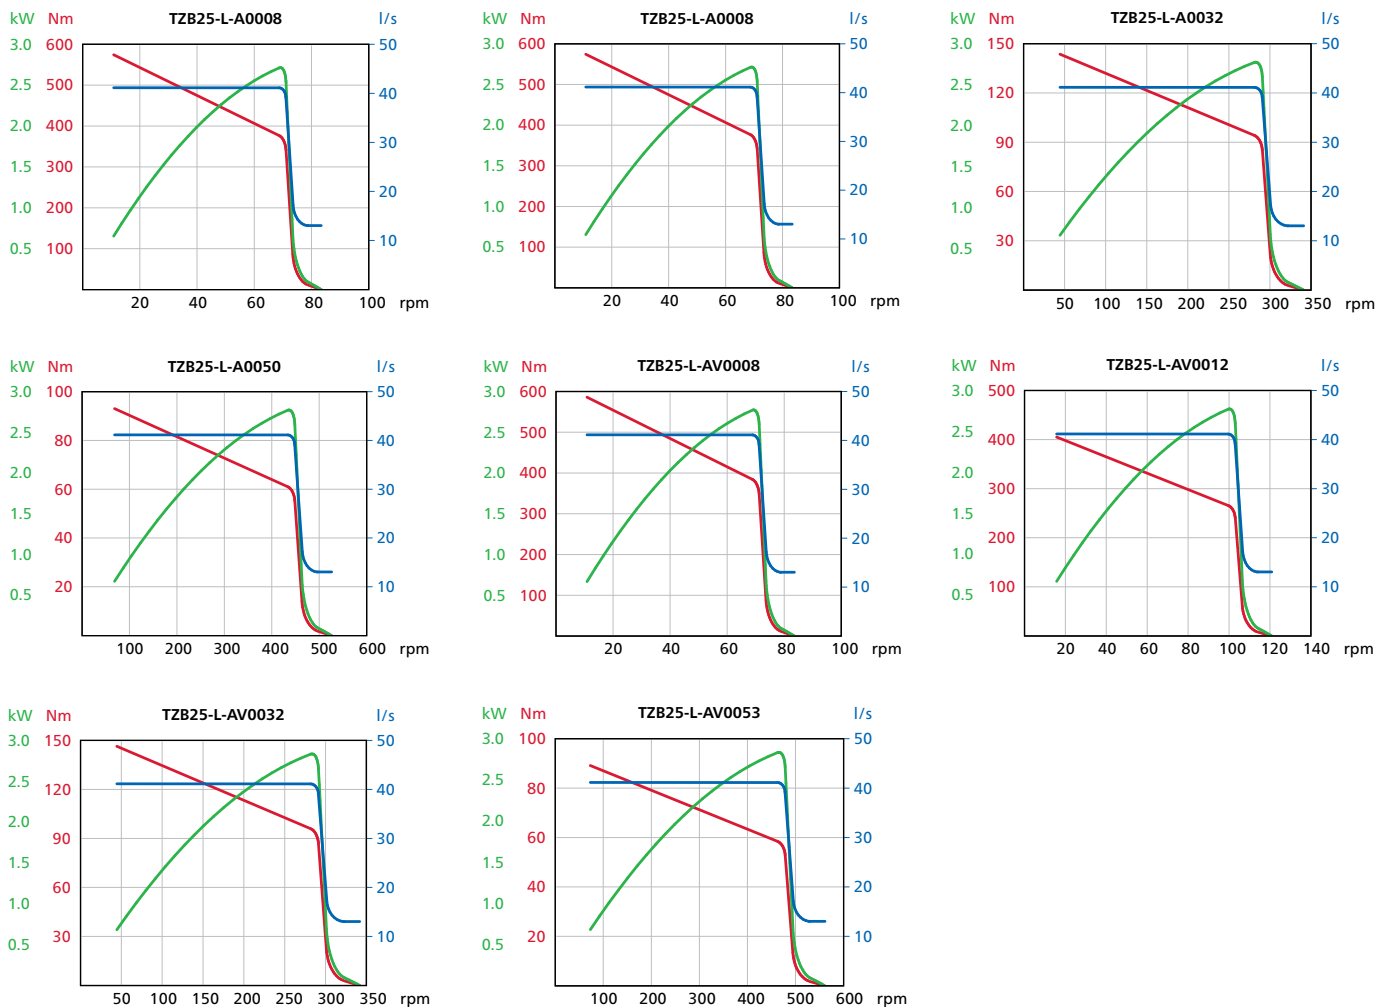 kW Nm TZB25-L-A0008 l/s
3.0 600 50
2.5 500 40
2.0 400 30
1.5 300 20
1.0 200 10
0.5 100
20 40 60 80 100 rpm
kW Nm TZB25-L-A0008 l/s
3.0 600 50
2.5 500 40
2.0 400 30
1.5 300 20
1.0 200 10
0.5 100
20 40 60 80 100 rpm
kW Nm TZB25-L-A0032 l/s
3.0 150 50
2.5 120 40
2.0 90 30
1.5 60 20
1.0 30 10
0.5
50 100 150 200 250 300 350 rpm
kW Nm TZB25-L-A0050 l/s
3.0 100 50
2.5 80 40
2.0 60 30
1.5 40 20
1.0 20 10
0.5
100 200 300 400 500 600 rpm
kW Nm TZB25-L-AV0008 l/s
3.0 600 50
2.5 500 40
2.0 400 30
1.5 300 20
1.0 200 10
0.5 100
20 40 60 80 100 rpm
kW Nm TZB25-L-AV0012 l/s
3.0 500 50
2.5 400 40
2.0 300 30
1.5 200 20
1.0 100 10
0.5
20 40 60 80 100 120 140 rpm
kW Nm TZB25-L-AV0032 l/s
3.0 150 50
2.5 120 40
2.0 90 30
1.5 60 20
1.0 30 10
0.5
50 100 150 200 250 300 350 rpm
kW Nm TZB25-L-AV0053 l/s
3.0 100 50
2.5 80 40
2.0 60 30
1.5 40 20
1.0 20 10
0.5
100 200 300 400 500 600 rpm